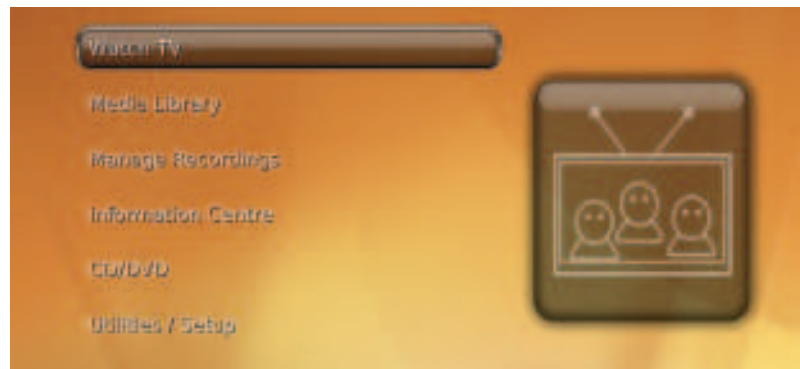 Watch TV
Media Library
Manage Recordings
Information Centre
CD/DVD
Utilities / Setup